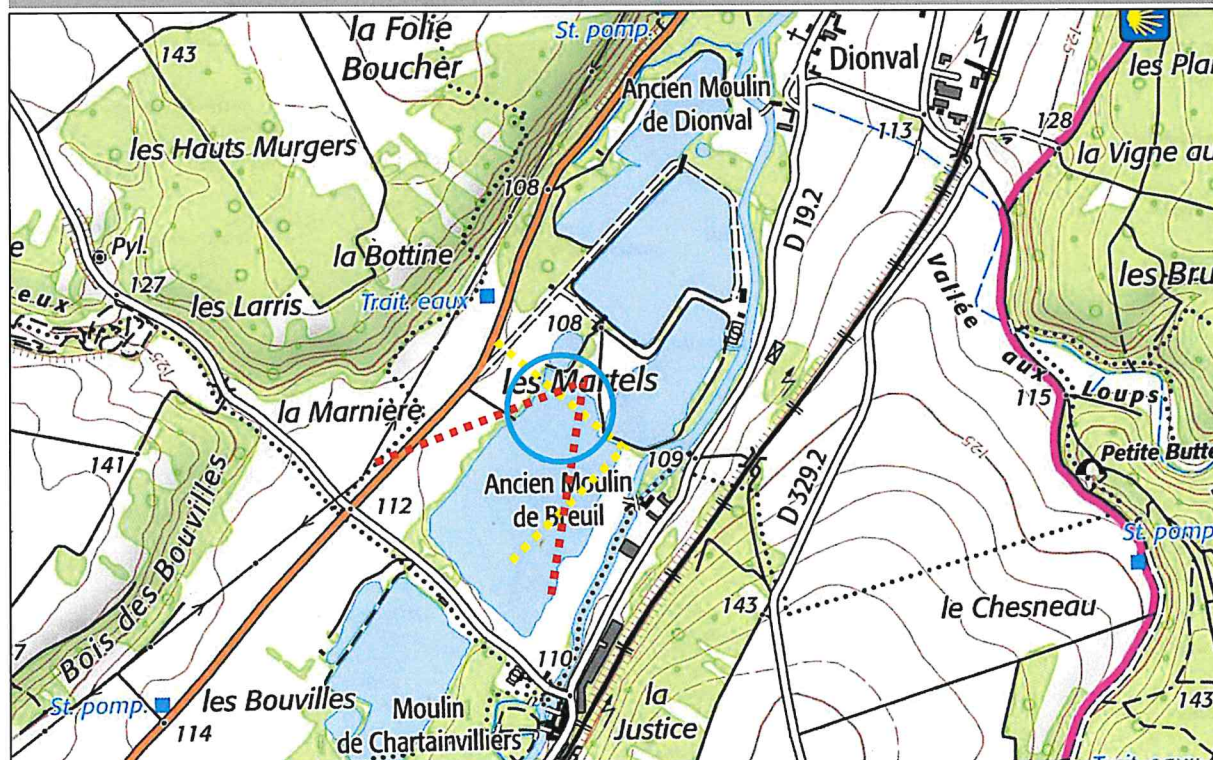 la Folie
Boucher
St. pomp.
Dionval
les Pla
143
125
Ancien Moulin
de Dionval
128
113
les Hauts Murgers
la Vigne au
108
D 19.2
Pyl.
la Bottine
127
eux
les Larris
Trait. eaux
Vallée
aux
Loups
les Bru
108
125
les Martels
la Marnière
115
141
109
125
Petite Butte
112
Ancien Moulin
de Breuil
D 329.2
St. pomp.
Bois des Bouvilles
143
le Chesneau
7
110
les Bouvilles
la
Justice
143
St. pomp.
114
Moulin
de Chartainvilliers
Trait. eaux